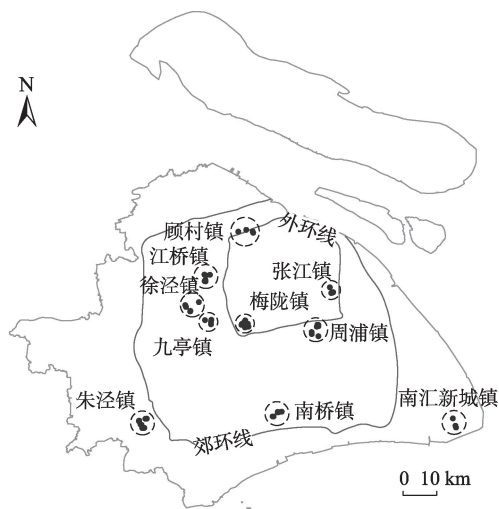 N
外环线
顾村镇
江桥镇
张江镇
徐泾镇
梅陇镇
九亭镇
周浦镇
朱泾镇
南桥镇
南汇新城镇
郊环线
0 10 km